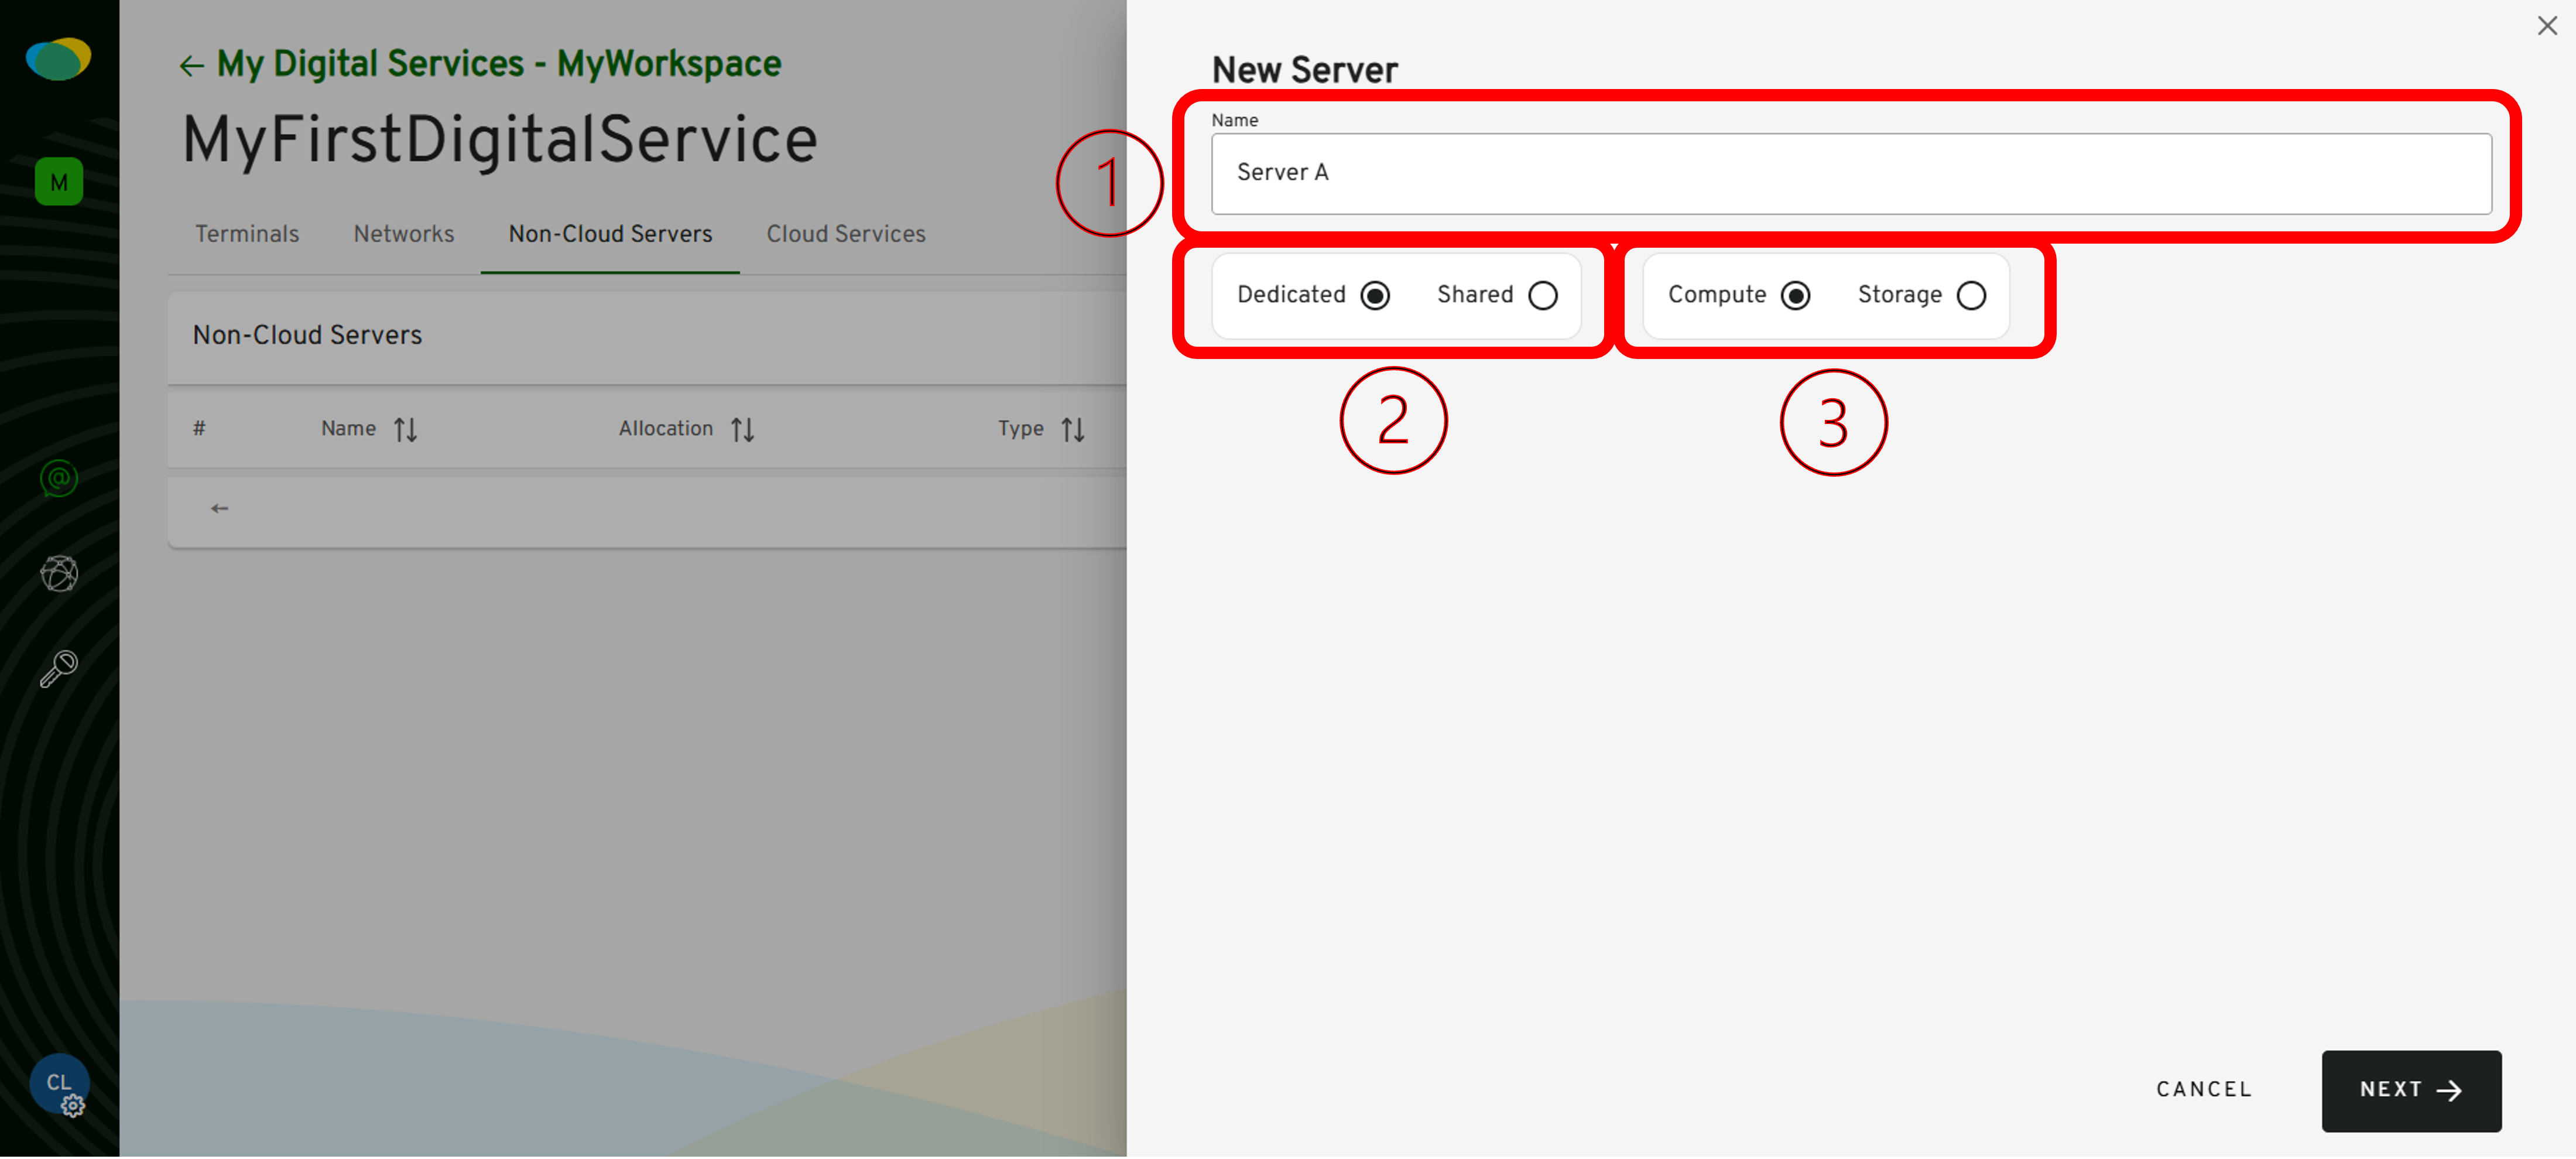 ← My Digital Services - MyWorkspace
MyFirstDigitalService
M
Terminals Networks Non-Cloud Servers Cloud Services
Non-Cloud Servers
# Name Allocation Type
←
CL
New Server
Name
Server A
1
Dedicated Shared Compute Storage
2 3
CANCEL NEXT →